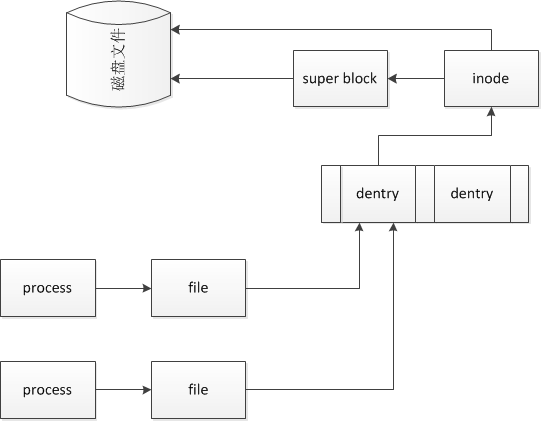 磁盘文件
super block
inode
dentry
dentry
process
file
process
file